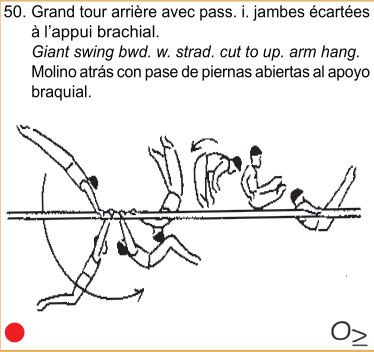 50. Grand tour arrière avec pass. i. jambes écartées
à l'appui brachial.
Giant swing bwd. w. strad. cut to up. arm hang.
Molino atrás con pase de piernas abiertas al apoyo
braquial.